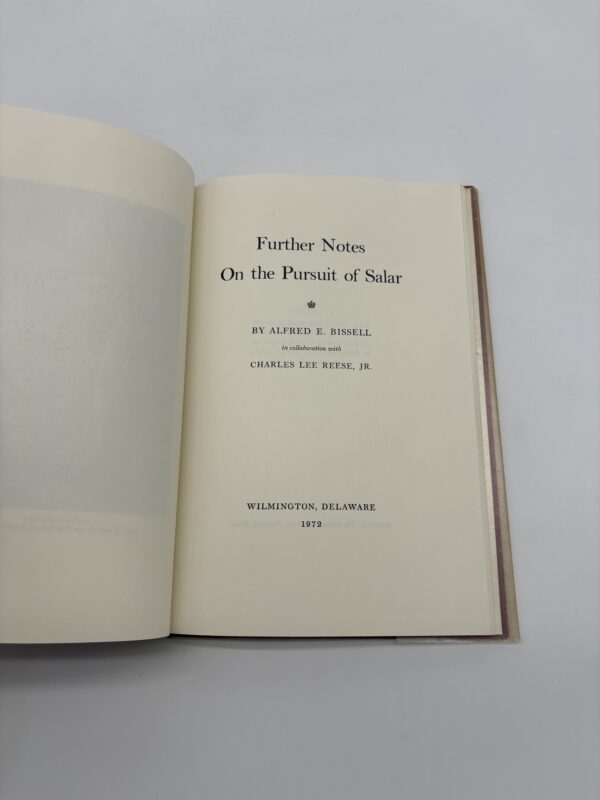 Further Notes
On the Pursuit of Salar
BY ALFRED E. BISSELL
in collaboration with
CHARLES LEE REESE, JR.
WILMINGTON, DELAWARE
1972